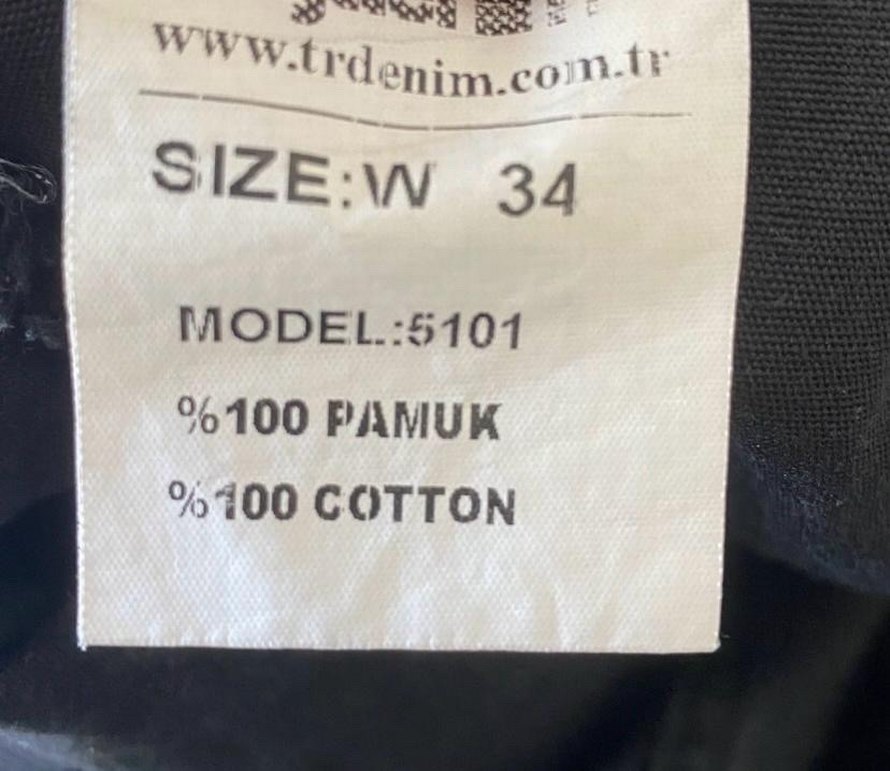 www.trdenim.com.tr
SIZE:W 34
MODEL.:5101
%100 PAMUK
%100 COTTON